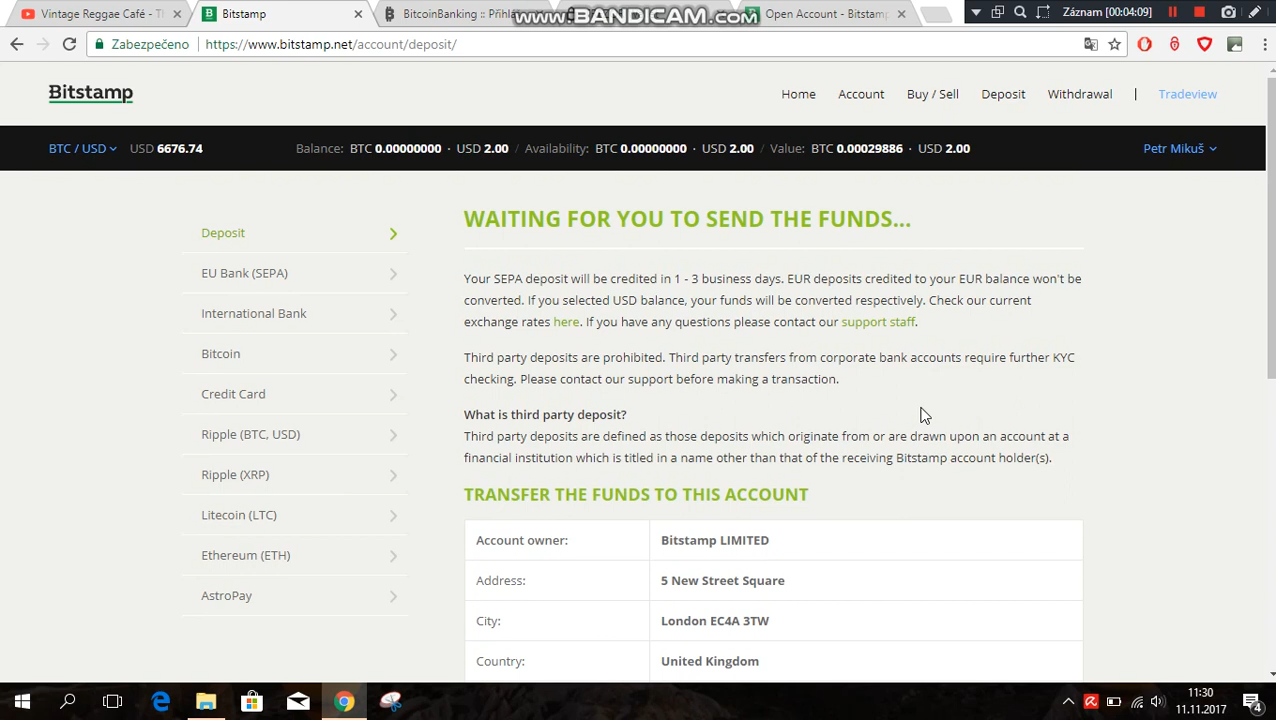 Vintage Reggae Café - T
Bitstamp
BitcoinBanking :: Přihlá
Open Account - Bitstam
www.BANDICAM.com
Záznam [00:04:09]
Zabezpečeno
https://www.bitstamp.net/account/deposit/
Bitstamp
Home Account Buy / Sell Deposit Withdrawal | Tradeview
BTC / USD USD 6676.74 Balance: BTC 0.00000000 · USD 2.00 / Availability: BTC 0.00000000 · USD 2.00 / Value: BTC 0.00029886 · USD 2.00 Petr Mikuš
Deposit
EU Bank (SEPA)
International Bank
Bitcoin
Credit Card
Ripple (BTC, USD)
Ripple (XRP)
Litecoin (LTC)
Ethereum (ETH)
AstroPay
WAITING FOR YOU TO SEND THE FUNDS...
Your SEPA deposit will be credited in 1 - 3 business days. EUR deposits credited to your EUR balance won't be
converted. If you selected USD balance, your funds will be converted respectively. Check our current
exchange rates here. If you have any questions please contact our support staff.
Third party deposits are prohibited. Third party transfers from corporate bank accounts require further KYC
checking. Please contact our support before making a transaction.
What is third party deposit?
Third party deposits are defined as those deposits which originate from or are drawn upon an account at a
financial institution which is titled in a name other than that of the receiving Bitstamp account holder(s).
TRANSFER THE FUNDS TO THIS ACCOUNT
Account owner: Bitstamp LIMITED
Address: 5 New Street Square
City: London EC4A 3TW
Country: United Kingdom
11:30
11.11.2017
4